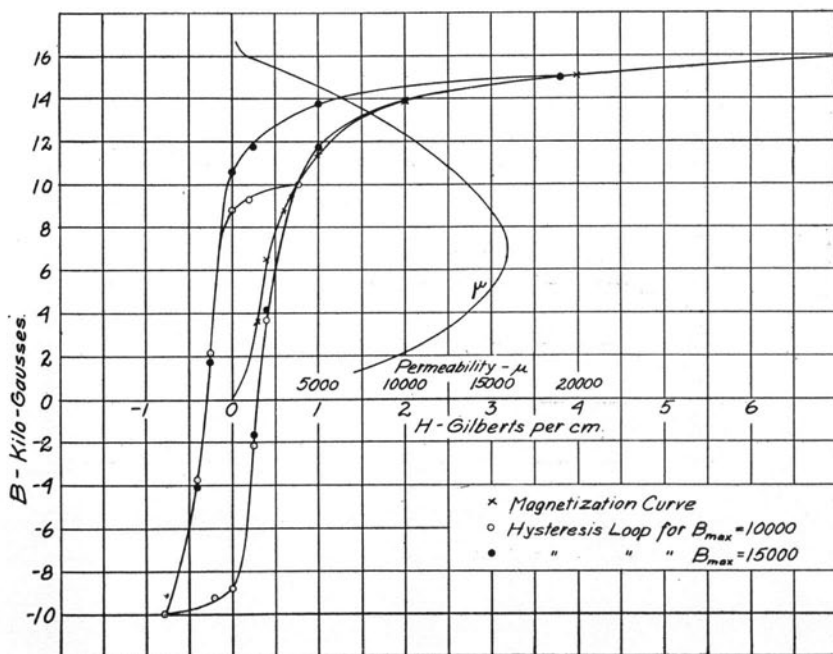 16
14
12
10
8
6
4
2
0
-2
-4
-6
-8
-10
B - Kilo-Gausses.
μ
Permeability - μ
5000 10000 15000 20000
-1 0 1 2 3 4 5 6
H - Gilberts per cm.
× Magnetization Curve
○ Hysteresis Loop for Bmax = 10000
● " " " Bmax = 15000